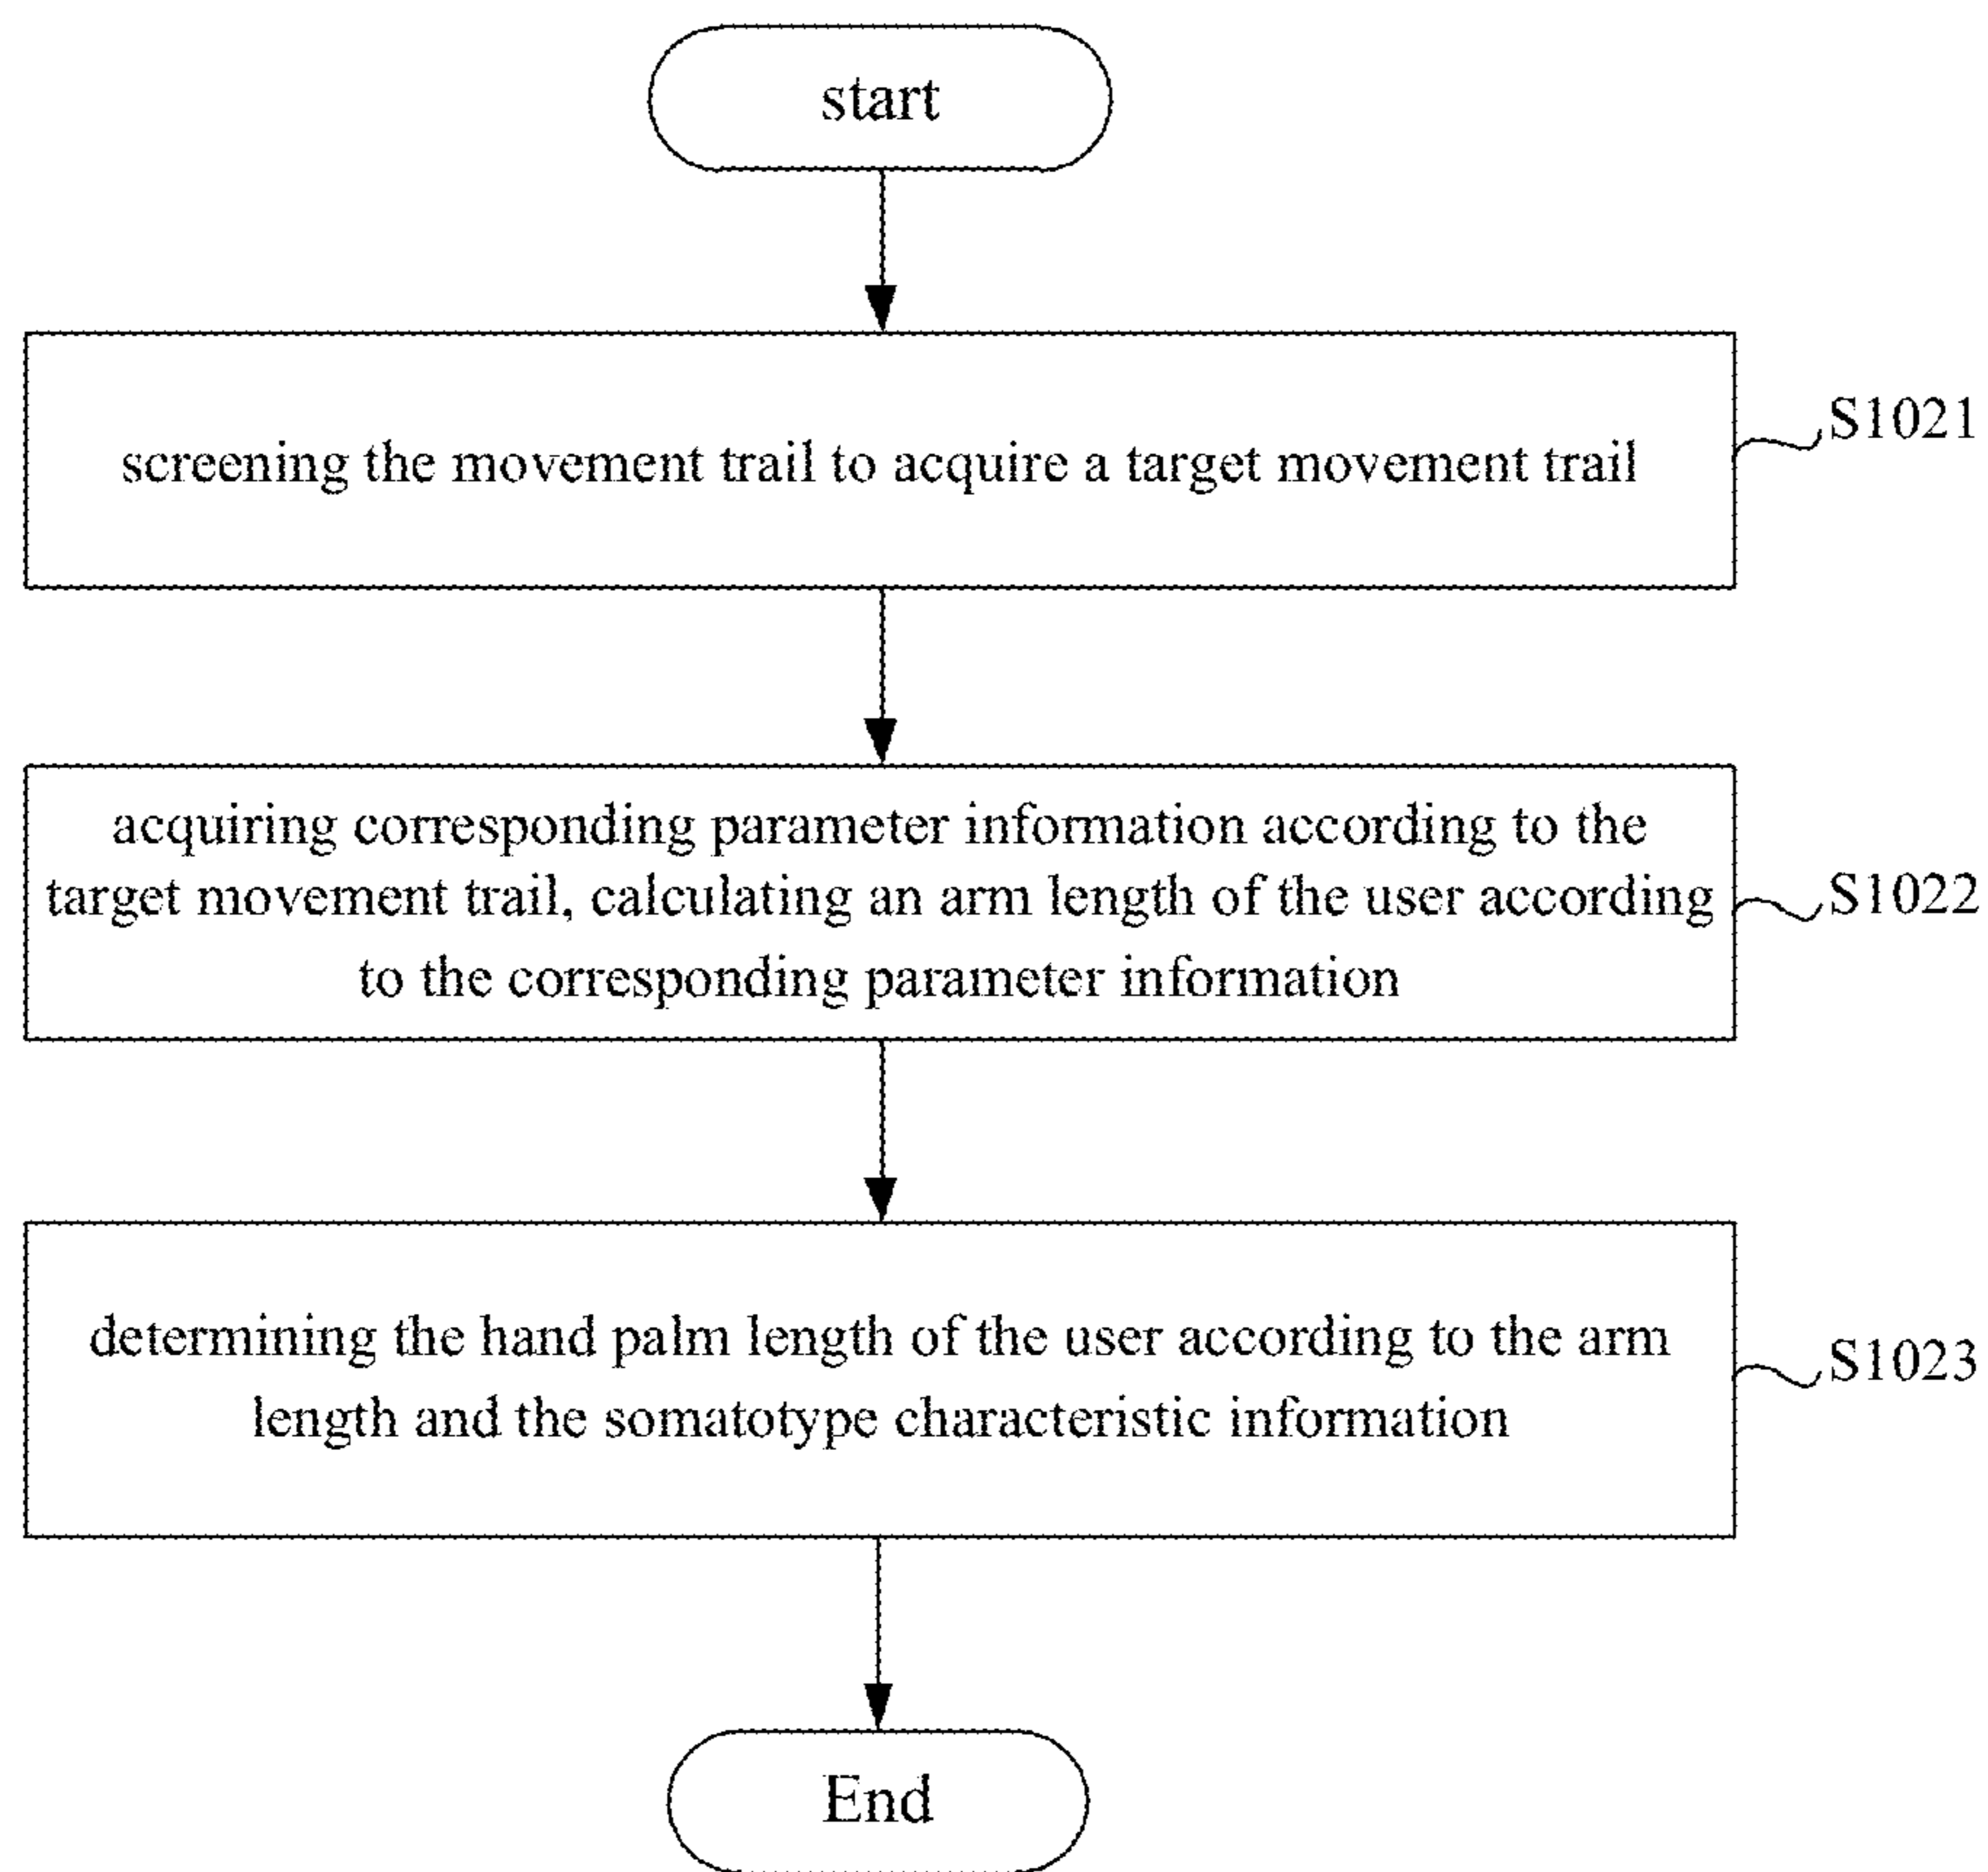 start
screening the movement trail to acquire a target movement trail
S1021
acquiring corresponding parameter information according to the
target movement trail, calculating an arm length of the user according
to the corresponding parameter information
S1022
determining the hand palm length of the user according to the arm
length and the somatotype characteristic information
S1023
End